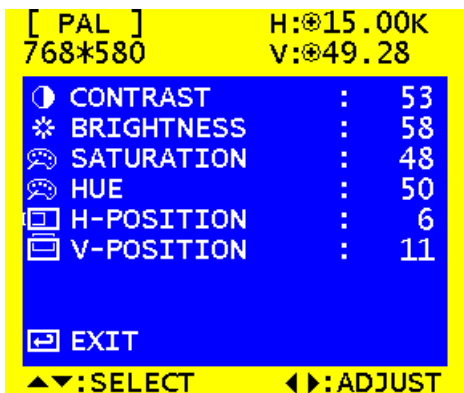 [ PAL ] H:⊕15.00K
768*580 V:⊕49.28
CONTRAST : 53
BRIGHTNESS : 58
SATURATION : 48
HUE : 50
H-POSITION : 6
V-POSITION : 11
EXIT
▲▼:SELECT ◀▶:ADJUST